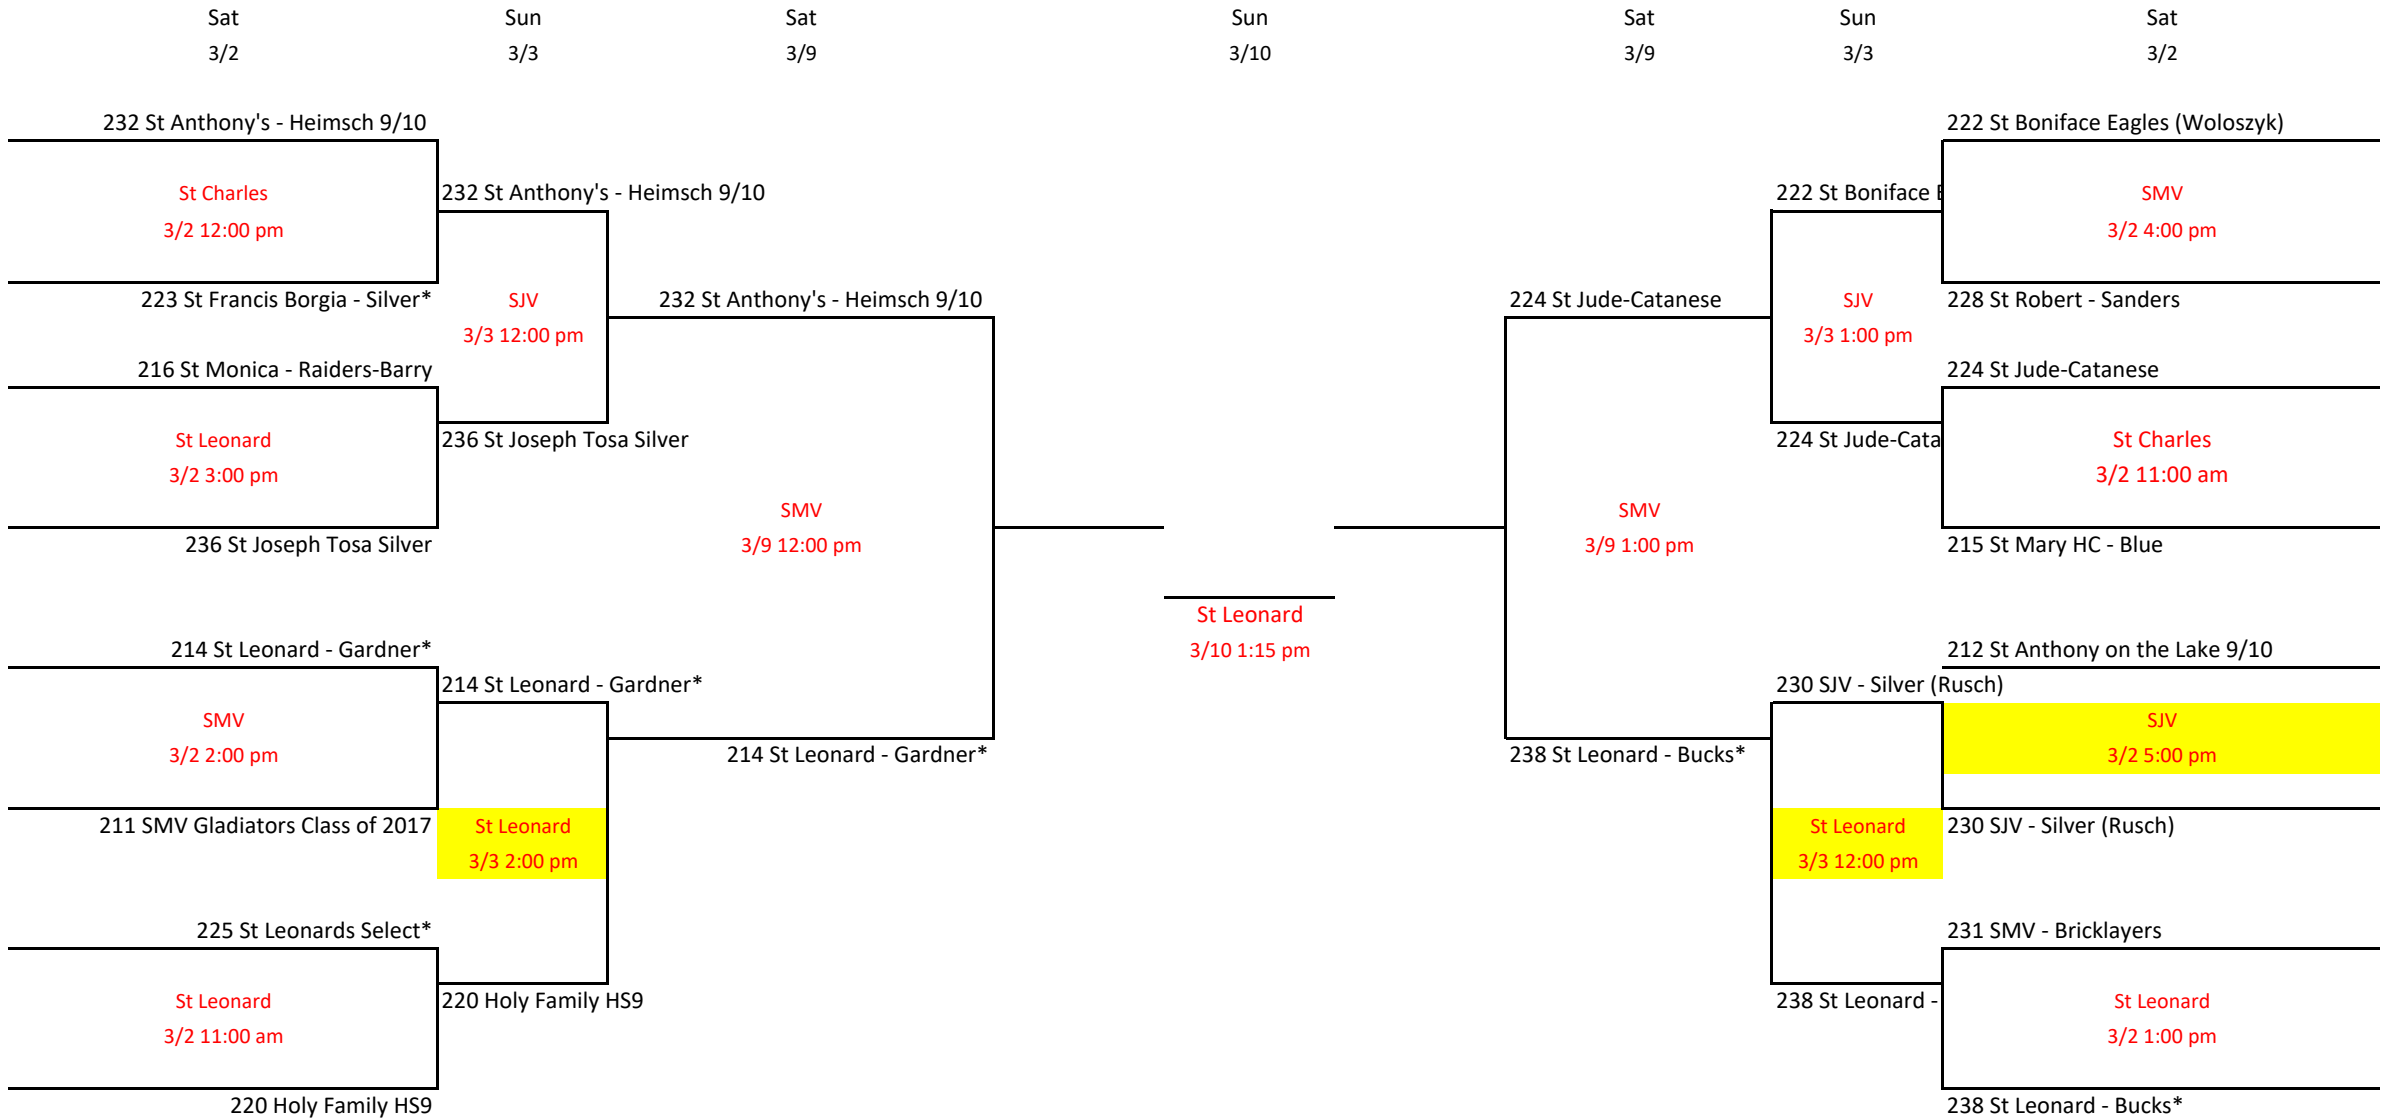 Sat Sun Sat Sun Sat Sun Sat
3/2 3/3 3/9 3/10 3/9 3/3 3/2
232 St Anthony's - Heimsch 9/10
222 St Boniface Eagles (Woloszyk)
St Charles
232 St Anthony's - Heimsch 9/10
222 St Boniface
SMV
3/2 12:00 pm
3/2 4:00 pm
223 St Francis Borgia - Silver*
SJV
232 St Anthony's - Heimsch 9/10
224 St Jude-Catanese
SJV
228 St Robert - Sanders
3/3 12:00 pm
3/3 1:00 pm
216 St Monica - Raiders-Barry
224 St Jude-Catanese
St Leonard
236 St Joseph Tosa Silver
224 St Jude-Cata
St Charles
3/2 3:00 pm
3/2 11:00 am
SMV
SMV
236 St Joseph Tosa Silver
3/9 12:00 pm
3/9 1:00 pm
215 St Mary HC - Blue
St Leonard
214 St Leonard - Gardner*
3/10 1:15 pm
212 St Anthony on the Lake 9/10
214 St Leonard - Gardner*
230 SJV - Silver (Rusch)
SMV
SJV
3/2 2:00 pm
214 St Leonard - Gardner*
238 St Leonard - Bucks*
3/2 5:00 pm
211 SMV Gladiators Class of 2017
St Leonard
St Leonard
230 SJV - Silver (Rusch)
3/3 2:00 pm
3/3 12:00 pm
225 St Leonards Select*
231 SMV - Bricklayers
St Leonard
220 Holy Family HS9
238 St Leonard -
St Leonard
3/2 11:00 am
3/2 1:00 pm
220 Holy Family HS9
238 St Leonard - Bucks*